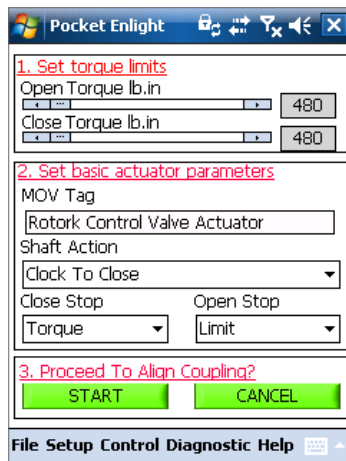 Pocket Enlight
1. Set torque limits
Open Torque lb.in
480
Close Torque lb.in
480
2. Set basic actuator parameters
MOV Tag
Rotork Control Valve Actuator
Shaft Action
Clock To Close
Close Stop Open Stop
Torque Limit
3. Proceed To Align Coupling?
START CANCEL
File Setup Control Diagnostic Help